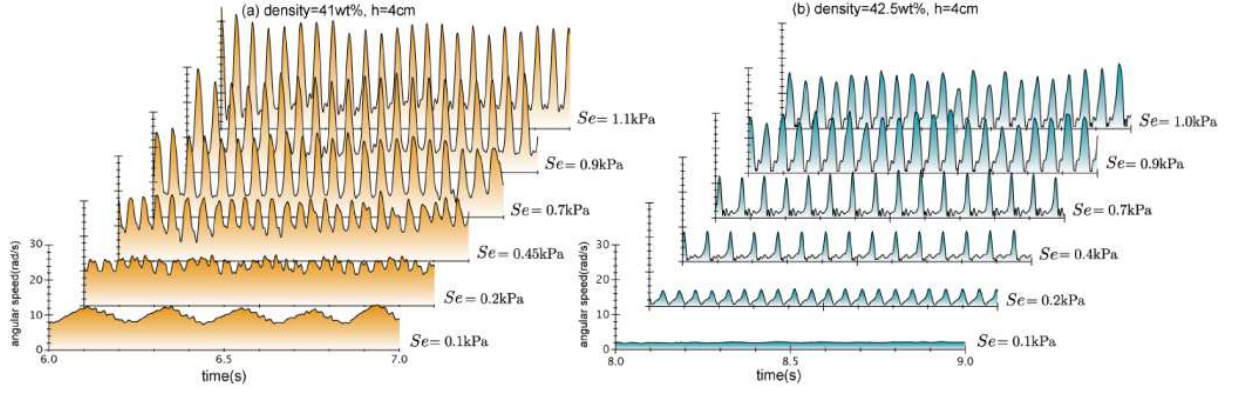 (a) density=41wt%, h=4cm
Se= 1.1kPa
Se= 0.9kPa
Se= 0.7kPa
Se= 0.45kPa
Se= 0.2kPa
Se= 0.1kPa
angular speed(rad/s)
30
20
10
0
6.0
6.5
7.0
time(s)
(b) density=42.5wt%, h=4cm
Se= 1.0kPa
Se= 0.9kPa
Se= 0.7kPa
Se= 0.4kPa
Se= 0.2kPa
Se= 0.1kPa
angular speed(rad/s)
30
20
10
0
8.0
8.5
9.0
time(s)